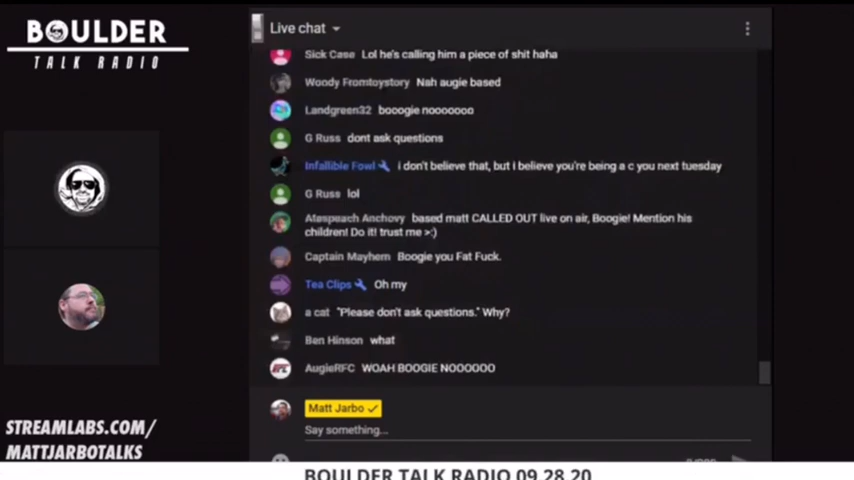 BOULDER
TALK RADIO
Live chat
Sick Case Lol he's calling him a piece of shit haha
Woody Fromtoystory Nah augie based
Landgreen32 booogie nooooooo
G Russ dont ask questions
Infallible Fowl i don't believe that, but i believe you're being a c you next tuesday
G Russ lol
Atespeach Anchovy based matt CALLED OUT live on air, Boogie! Mention his
children! Do it! trust me >:)
Captain Mayhem Boogie you Fat Fuck.
Tea Clips Oh my
a cat "Please don't ask questions." Why?
Ben Hinson what
AugieRFC WOAH BOOGIE NOOOOOO
Matt Jarbo
Say something...
STREAMLABS.COM/
MATTJARBOTALKS
BOULDER TALK RADIO 09.28.20